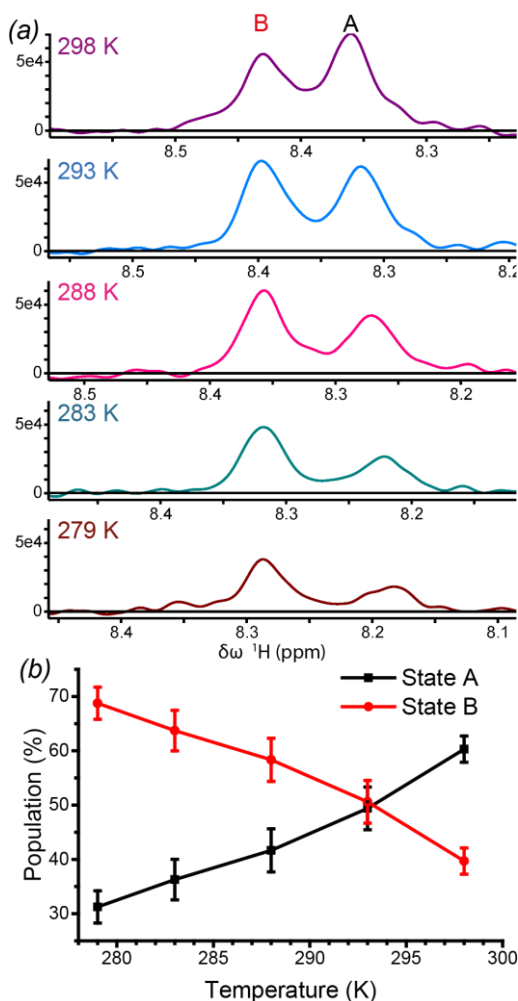 (a)
B A
298 K
5e4
0
8.5 8.4 8.3
293 K
5e4
0
8.5 8.4 8.3 8.2
288 K
5e4
0
8.5 8.4 8.3 8.2
283 K
5e4
0
8.4 8.3 8.2
279 K
5e4
0
8.4 8.3 8.2 8.1
δω ¹H (ppm)
(b)
State A
State B
70
60
50
40
30
Population (%)
280 285 290 295 300
Temperature (K)